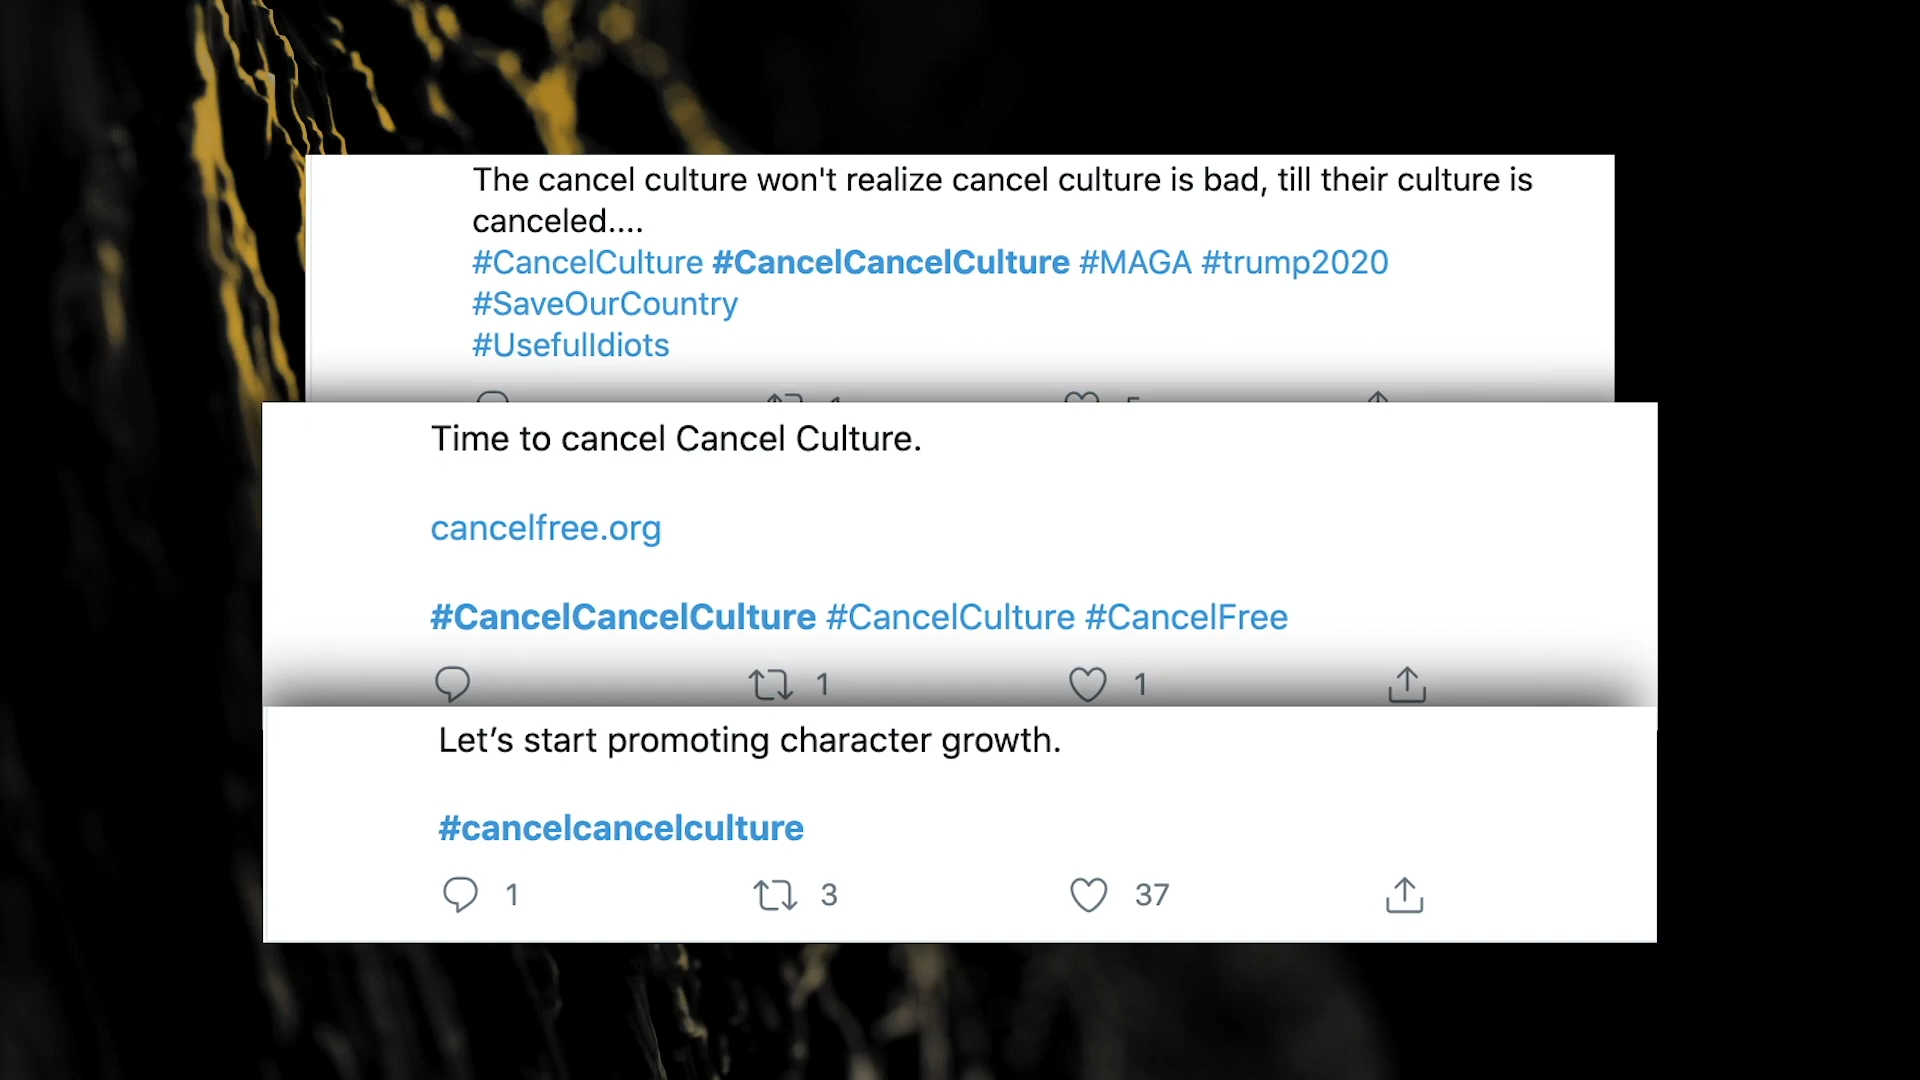 The cancel culture won't realize cancel culture is bad, till their culture is
canceled....
#CancelCulture #CancelCancelCulture #MAGA #trump2020
#SaveOurCountry
#UsefulIdiots
Time to cancel Cancel Culture.
cancelfree.org
#CancelCancelCulture #CancelCulture #CancelFree
1 1
Let’s start promoting character growth.
#cancelcancelculture
1 3 37